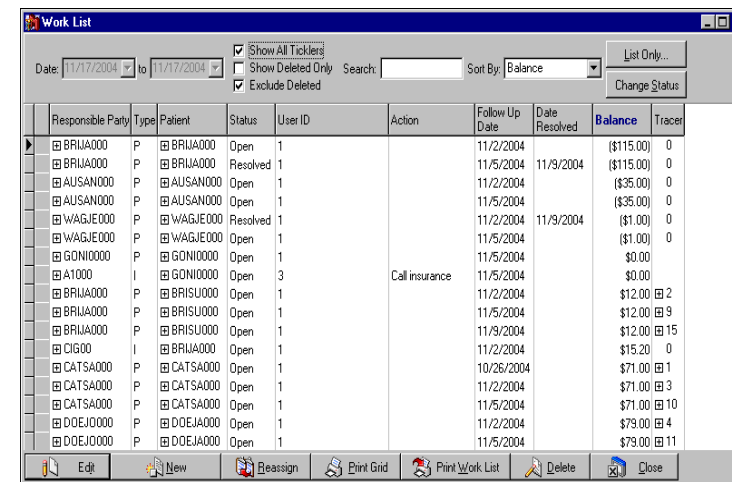 Work List
Show All Ticklers
Date: 11/17/2004 to 11/17/2004 Show Deleted Only Search: Sort By: Balance List Only...
Exclude Deleted Change Status
Responsible Party Type Patient Status User ID Action Follow Up Date Date Resolved Balance Tracer
BRIJA000 P BRIJA000 Open 1 11/2/2004 ($115.00) 0
BRIJA000 P BRIJA000 Resolved 1 11/5/2004 11/9/2004 ($115.00) 0
AUSAN000 P AUSAN000 Open 1 11/2/2004 ($35.00) 0
AUSAN000 P AUSAN000 Open 1 11/5/2004 ($35.00) 0
WAGJE000 P WAGJE000 Resolved 1 11/2/2004 11/9/2004 ($1.00) 0
WAGJE000 P WAGJE000 Open 1 11/5/2004 ($1.00) 0
GONI0000 P GONI0000 Open 1 11/5/2004 $0.00
A1000 I GONI0000 Open 3 Call insurance 11/5/2004 $0.00
BRIJA000 P BRISU000 Open 1 11/2/2004 $12.00 2
BRIJA000 P BRISU000 Open 1 11/5/2004 $12.00 9
BRIJA000 P BRISU000 Open 1 11/9/2004 $12.00 15
CIG00 I BRIJA000 Open 1 11/2/2004 $15.20 0
CATSA000 P CATSA000 Open 1 10/26/2004 $71.00 1
CATSA000 P CATSA000 Open 1 11/2/2004 $71.00 3
CATSA000 P CATSA000 Open 1 11/5/2004 $71.00 10
DOEJO000 P DOEJA000 Open 1 11/2/2004 $79.00 4
DOEJO000 P DOEJA000 Open 1 11/5/2004 $79.00 11
Edit New Reassign Print Grid Print Work List Delete Close